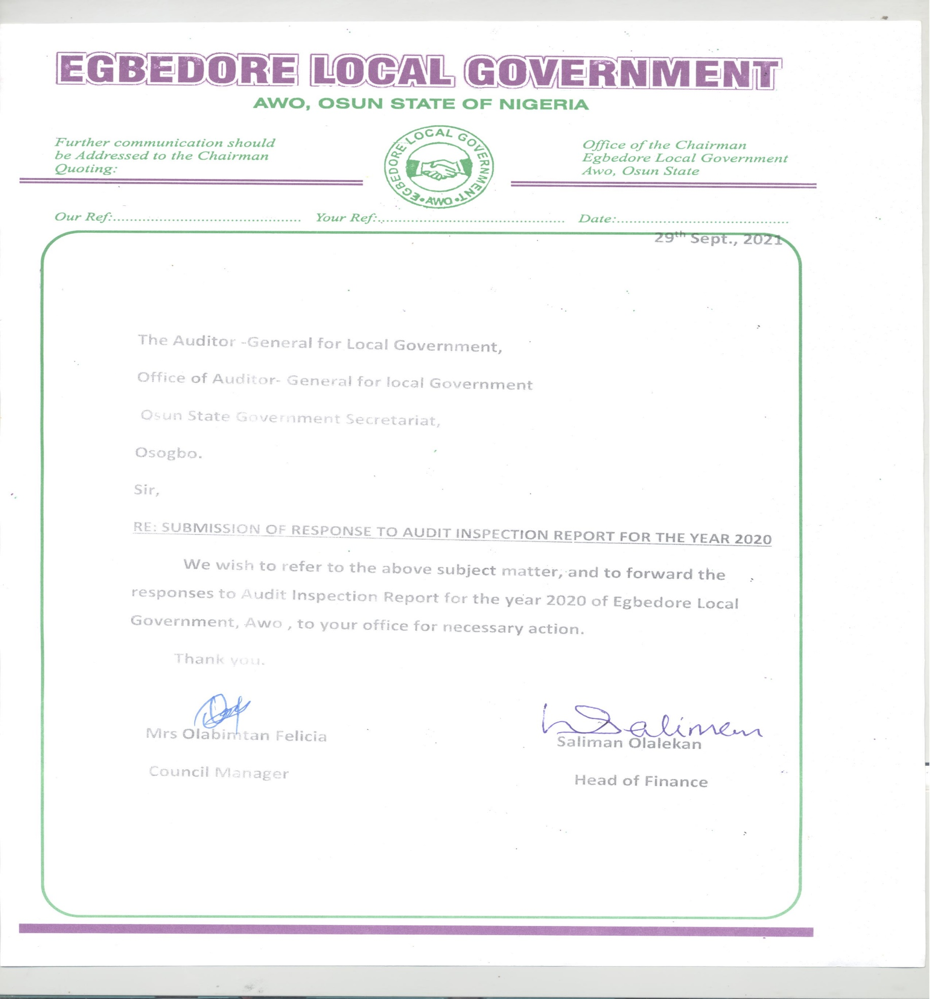 EGBEDORE LOCAL GOVERNMENT
AWO, OSUN STATE OF NIGERIA
Further communication should
be Addressed to the Chairman
Quoting:
EGBEDORE LOCAL GOVERNMENT
• AWO •
Office of the Chairman
Egbedore Local Government
Awo, Osun State
Our Ref:............................................. Your Ref:............................................. Date:..........................................
29th Sept., 2021
The Auditor -General for Local Government,
Office of Auditor- General for local Government
Osun State Government Secretariat,
Osogbo.
Sir,
RE: SUBMISSION OF RESPONSE TO AUDIT INSPECTION REPORT FOR THE YEAR 2020
We wish to refer to the above subject matter, and to forward the
responses to Audit Inspection Report for the year 2020 of Egbedore Local
Government, Awo , to your office for necessary action.
Thank you.
Saliman
Mrs Olabimtan Felicia
Saliman Olalekan
Council Manager
Head of Finance